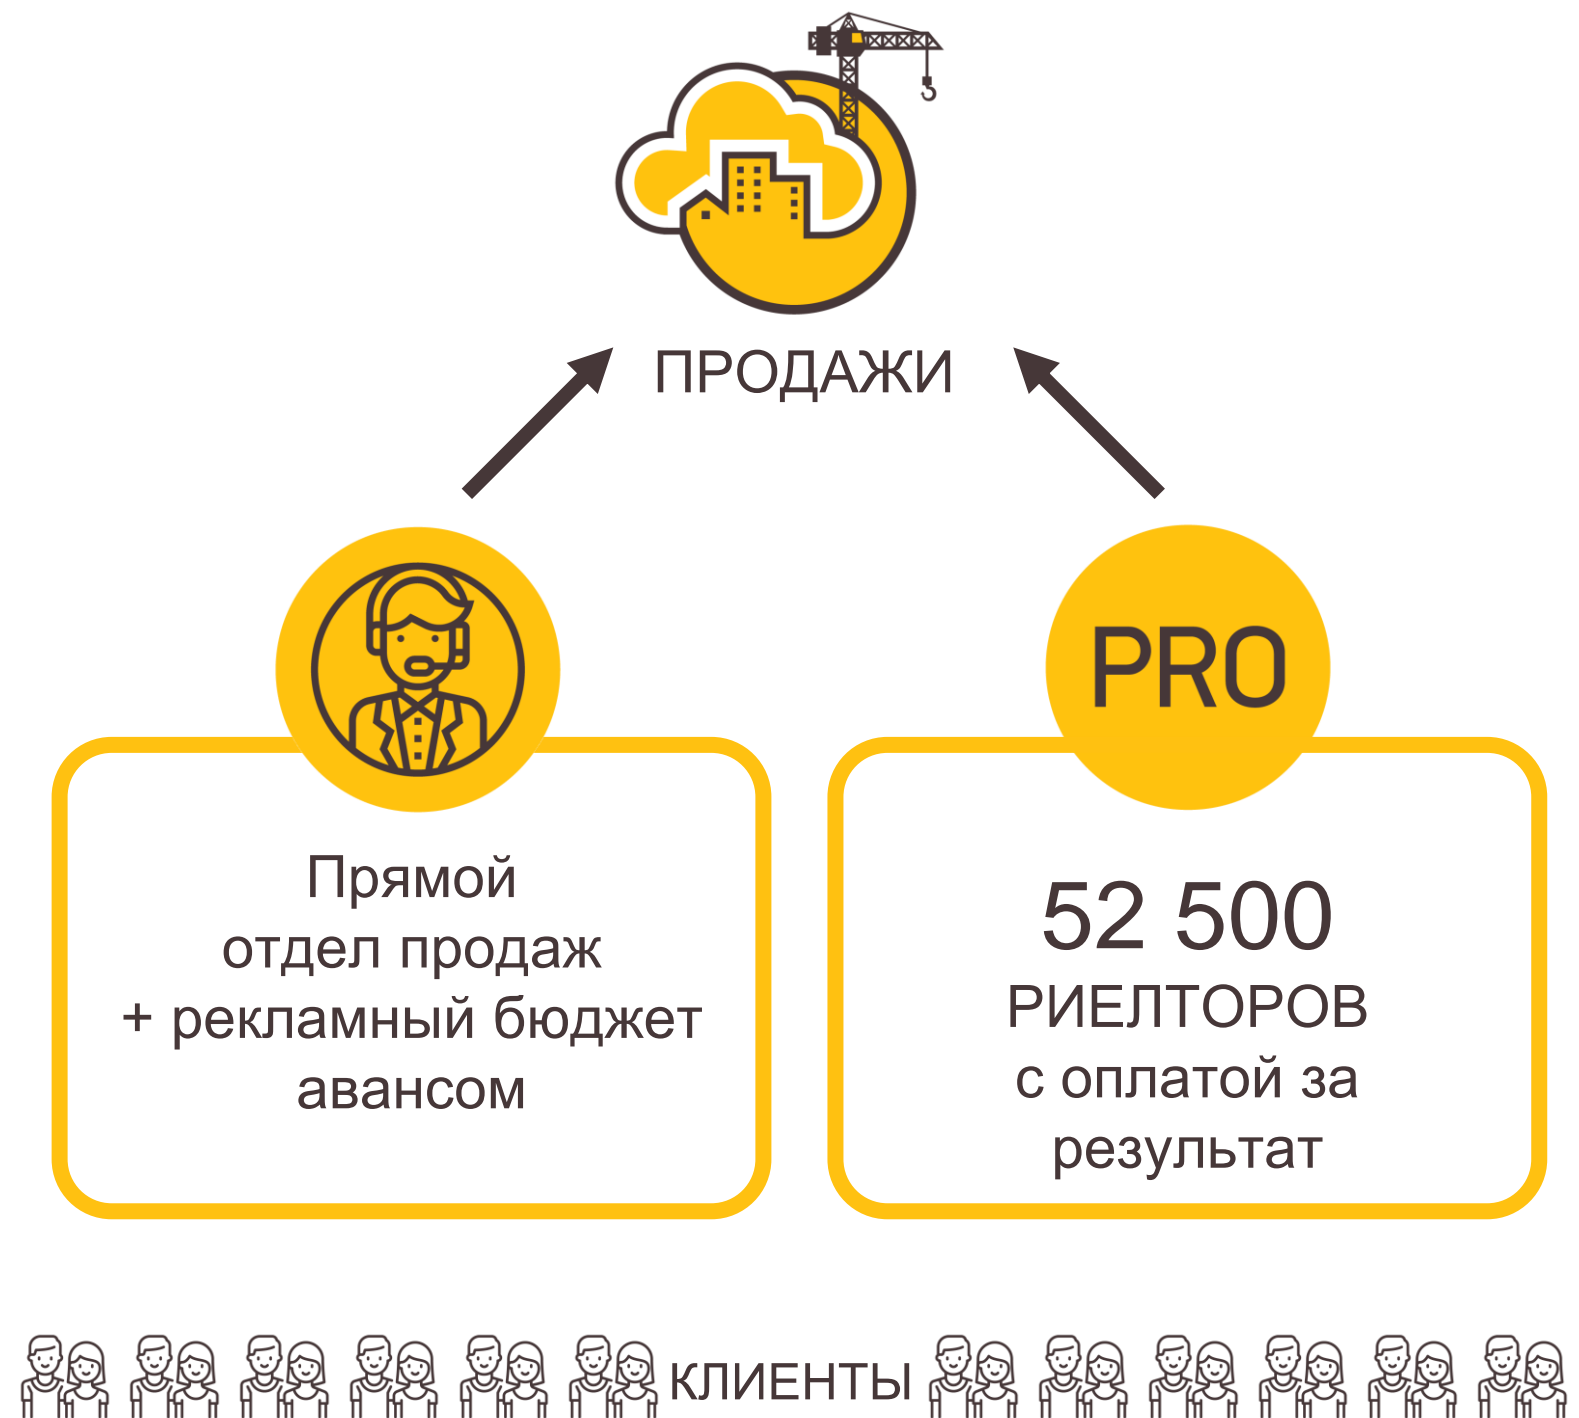 ПРОДАЖИ
PRO
Прямой
отдел продаж
+ рекламный бюджет
авансом
52 500
РИЕЛТОРОВ
с оплатой за
результат
КЛИЕНТЫ